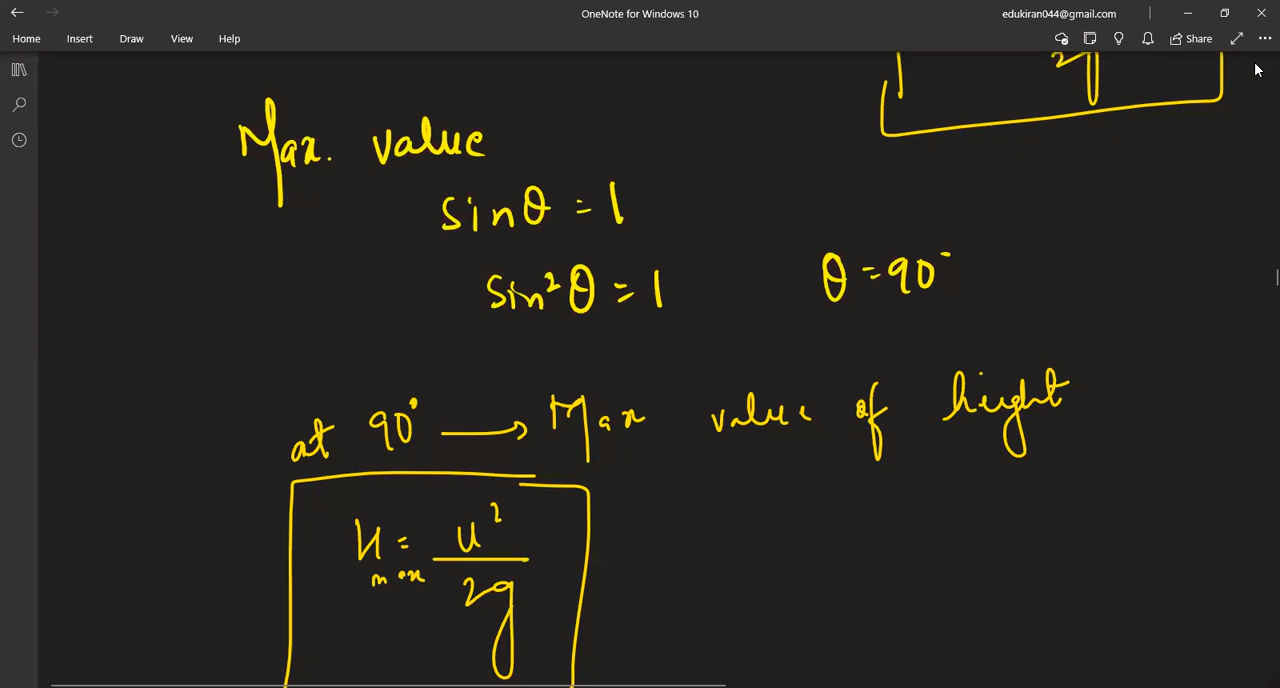 OneNote for Windows 10
edukiran044@gmail.com
Home Insert Draw View Help
Share
2g
Max. value
sinθ = 1
sin²θ = 1
θ = 90°
at 90° → Max value of height
H max = u² / 2g